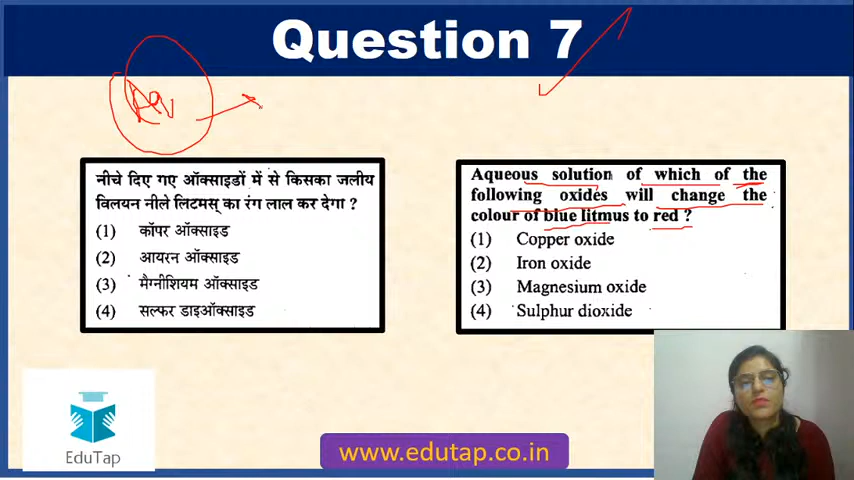 Question 7
Aq
नीचे दिए गए ऑक्साइडों में से किसका जलीय
विलयन नीले लिटमस् का रंग लाल कर देगा ?
(1) कॉपर ऑक्साइड
(2) आयरन ऑक्साइड
(3) मैग्नीशियम ऑक्साइड
(4) सल्फर डाइऑक्साइड
Aqueous solution of which of the
following oxides will change the
colour of blue litmus to red ?
(1) Copper oxide
(2) Iron oxide
(3) Magnesium oxide
(4) Sulphur dioxide
EduTap
www.edutap.co.in